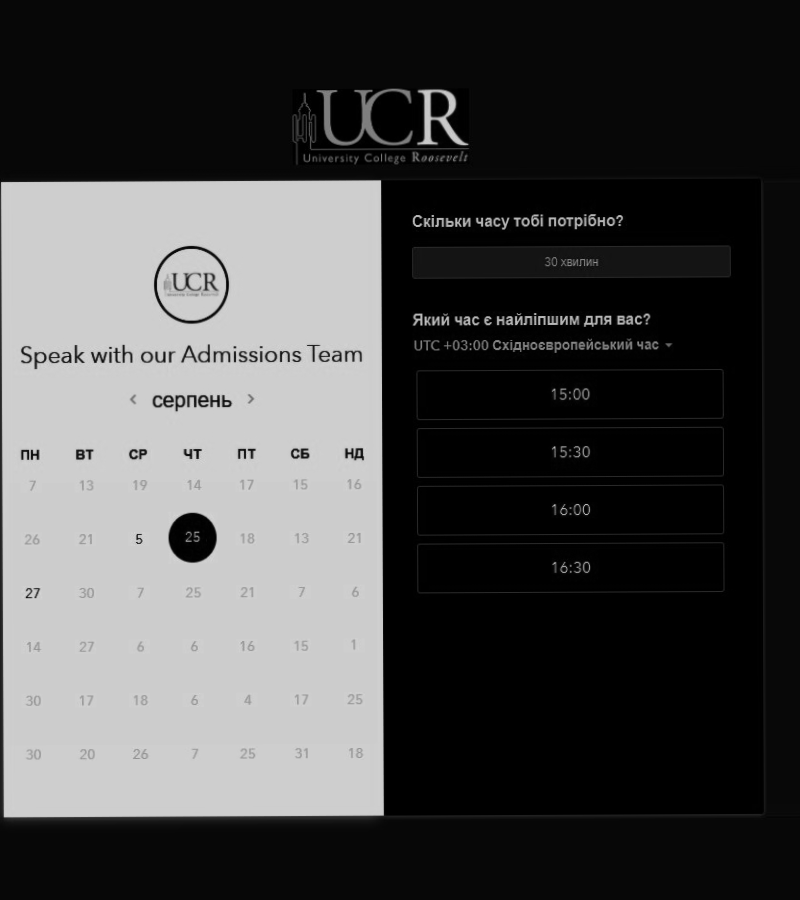 UCR
University College Roosevelt
UCR
Speak with our Admissions Team
серпень
ПН ВТ СР ЧТ ПТ СБ НД
7 13 19 14 17 15 16
26 21 5 25 18 13 21
27 30 7 25 21 7 6
14 27 6 6 16 15 1
30 17 18 6 4 17 25
30 20 26 7 25 31 18
Скільки часу тобі потрібно?
30 хвилин
Який час є найліпшим для вас?
UTC +03:00 Східноєвропейський час
15:00
15:30
16:00
16:30